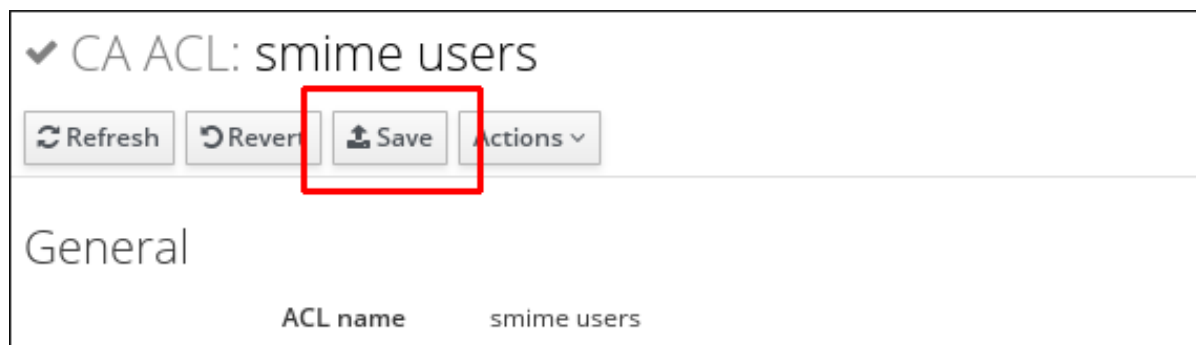 CA ACL: smime users
Refresh Revert Save Actions
General
ACL name smime users